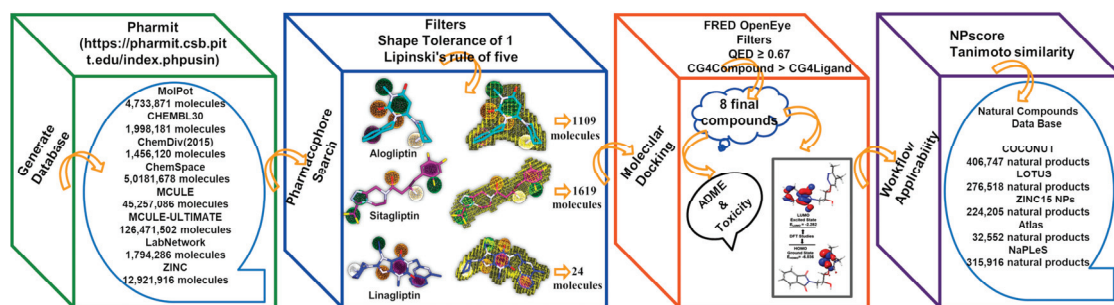 Generate
Database
Pharmit
(https://pharmit.csb.pit
t.edu/index.phpusin)
MolPot
4,733,871 molecules
CHEMBL30
1,998,181 molecules
ChemDiv(2015)
1,456,120 molecules
ChemSpace
5,0181,678 molecules
MCULE
45,257,086 molecules
MCULE-ULTIMATE
126,471,502 molecules
LabNetwork
1,794,286 molecules
ZINC
12,921,916 molecules
Pharmacophore
Search
Filters
Shape Tolerance of 1
Lipinski's rule of five
Alogliptin
1109
molecules
Sitagliptin
1619
molecules
Linagliptin
24
molecules
Molecular
Docking
FRED OpenEye
Filters
QED ≥ 0.67
CG4Compound > CG4Ligand
8 final
compounds
ADME
&
Toxicity
LUMO
Excited State
DFT Studies
HOMO
Ground State
Workflow
Applicability
NPscore
Tanimoto similarity
Natural Compounds
Data Base
COCONUT
406,747 natural products
LOTUS
276,518 natural products
ZINC15 NPs
224,205 natural products
Atlas
32,552 natural products
NaPLeS
315,916 natural products